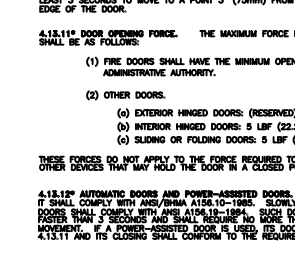 LEAST 3 SECONDS TO MOVE TO A POINT 3" (75mm) FROM
EDGE OF THE DOOR.
4.13.11* DOOR OPENING FORCE. THE MAXIMUM FORCE
SHALL BE AS FOLLOWS:
(1) FIRE DOORS SHALL HAVE THE MINIMUM OPEN
ADMINISTRATIVE AUTHORITY.
(2) OTHER DOORS.
(a) EXTERIOR HINGED DOORS: (RESERVED)
(b) INTERIOR HINGED DOORS: 5 LBF (22.
(c) SLIDING OR FOLDING DOORS: 5 LBF (
THESE FORCES DO NOT APPLY TO THE FORCE REQUIRED TO
OTHER DEVICES THAT MAY HOLD THE DOOR IN A CLOSED P
4.13.12* AUTOMATIC DOORS AND POWER-ASSISTED DOORS.
IT SHALL COMPLY WITH ANSI/BHMA A156.10-1985. SLOWLY
DOORS SHALL COMPLY WITH ANSI A156.19-1984. SUCH DO
FASTER THAN 3 SECONDS AND SHALL REQUIRE NO MORE TH
MOVEMENT. IF A POWER-ASSISTED DOOR IS USED, ITS DOO
4.13.11 AND ITS CLOSING SHALL CONFORM TO THE REQUIRE